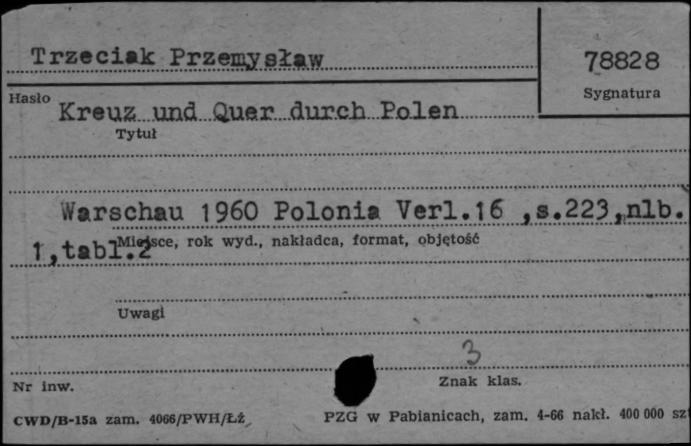 Trzeciak Przemysław
78828
Hasło
Sygnatura
Kreuz und Quer durch Polen
Tytuł
Warschau 1960 Polonia Verl.16 ,s.223,nlb.
1,tabl.2
Miejsce, rok wyd., nakładca, format, objętość
Uwagi
3
Nr inw.
Znak klas.
CWD/B-15a zam. 4066/PWH/Łż
PZG w Pabianicach, zam. 4-66 nakł. 400 000 szt